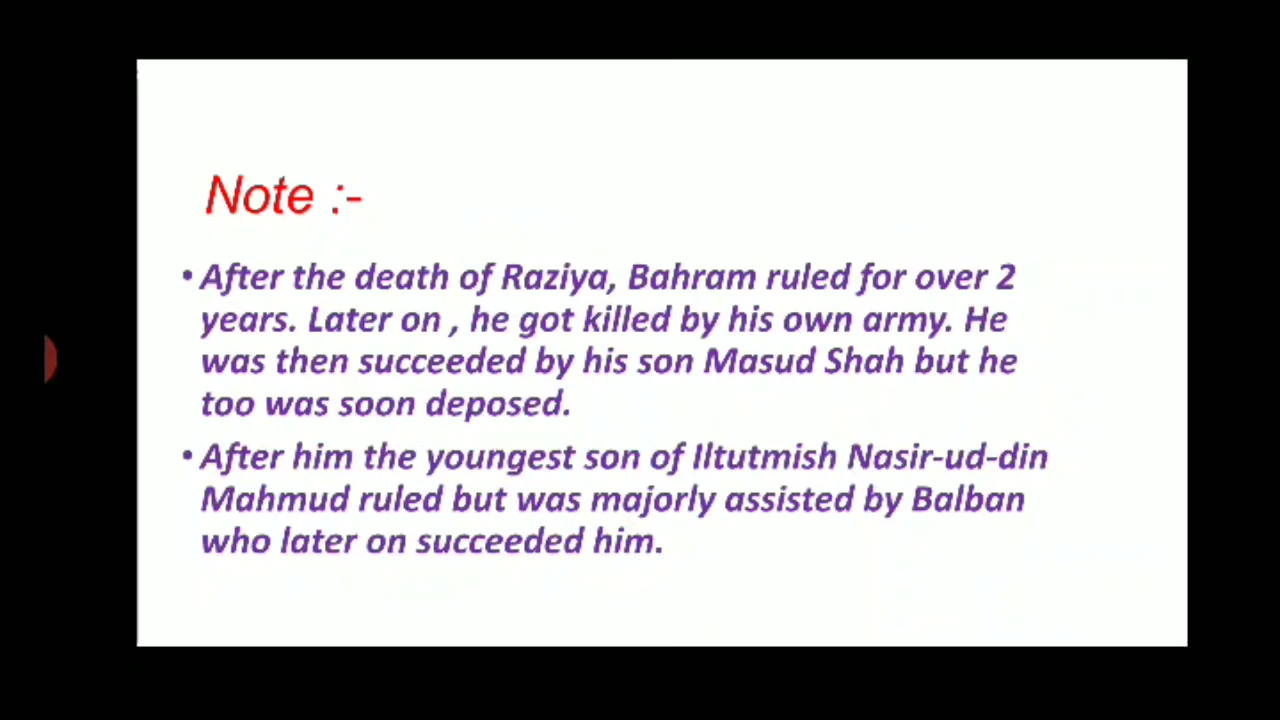 Note :-
• After the death of Raziya, Bahram ruled for over 2
years. Later on , he got killed by his own army. He
was then succeeded by his son Masud Shah but he
too was soon deposed.
• After him the youngest son of Iltutmish Nasir-ud-din
Mahmud ruled but was majorly assisted by Balban
who later on succeeded him.